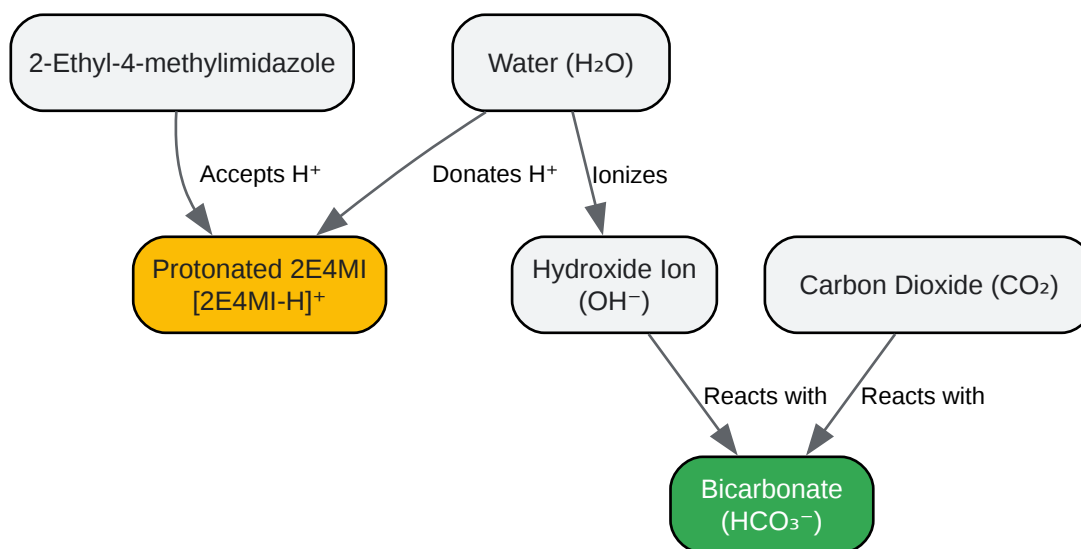 2-Ethyl-4-methylimidazole
Water (H₂O)
Accepts H⁺
Donates H⁺
Ionizes
Protonated 2E4MI
[2E4MI-H]⁺
Hydroxide Ion
(OH⁻)
Carbon Dioxide (CO₂)
Reacts with
Reacts with
Bicarbonate
(HCO₃⁻)